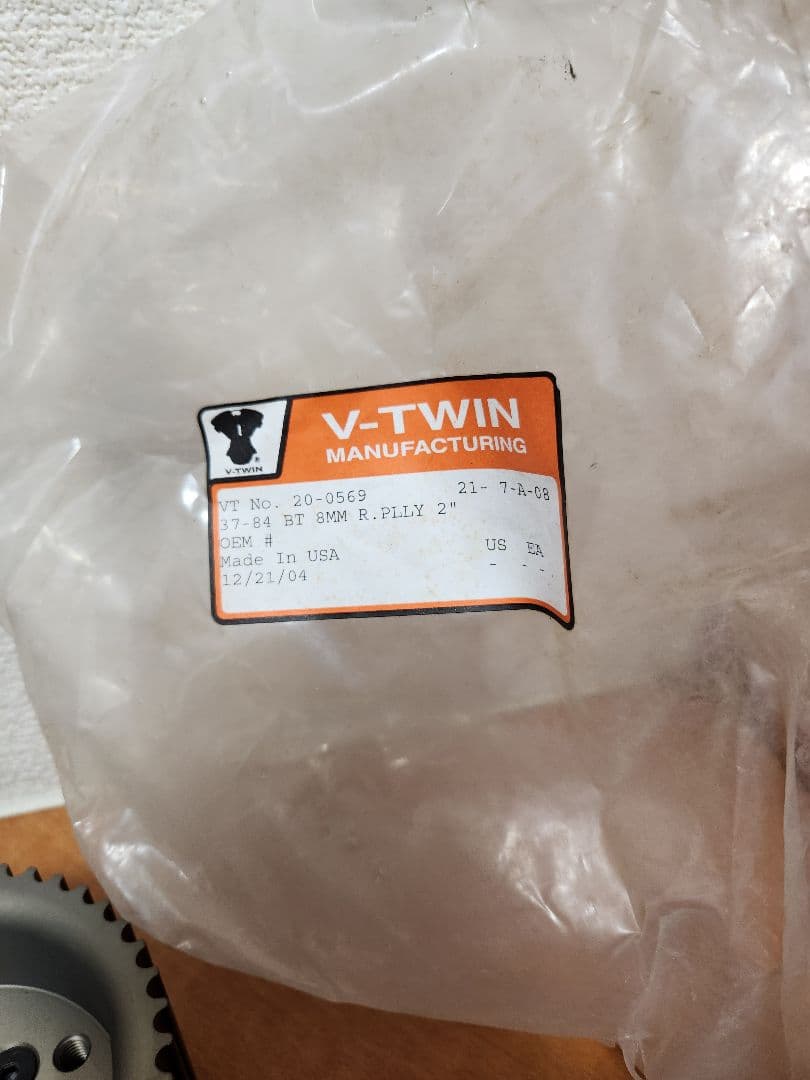 V-TWIN
MANUFACTURING
®
V-TWIN
VT No. 20-0569 21- 7-A-08
37-84 BT 8MM R.PLLY 2"
OEM #
Made In USA US EA
12/21/04 - - -